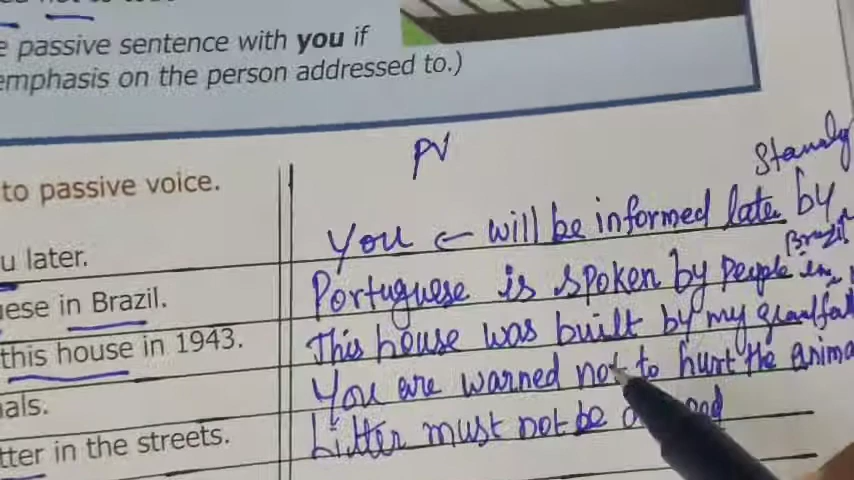 e passive sentence with you if
emphasis on the person addressed to.)
PV
to passive voice.
Stanaly
u later.
You ← will be informed later by
Brazil
ese in Brazil.
Portuguese is spoken by people in
this house in 1943.
This house was built by my granfat
als.
You are warned not to hurt the anima
tter in the streets.
Litter must not be